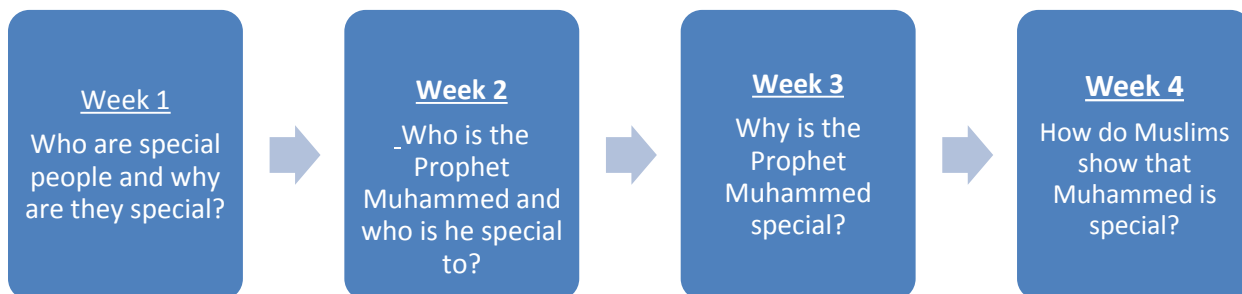 Week 1
Who are special
people and why
are they special?
Week 2
Who is the
Prophet
Muhammed and
who is he special
to?
Week 3
Why is the
Prophet
Muhammed
special?
Week 4
How do Muslims
show that
Muhammed is
special?